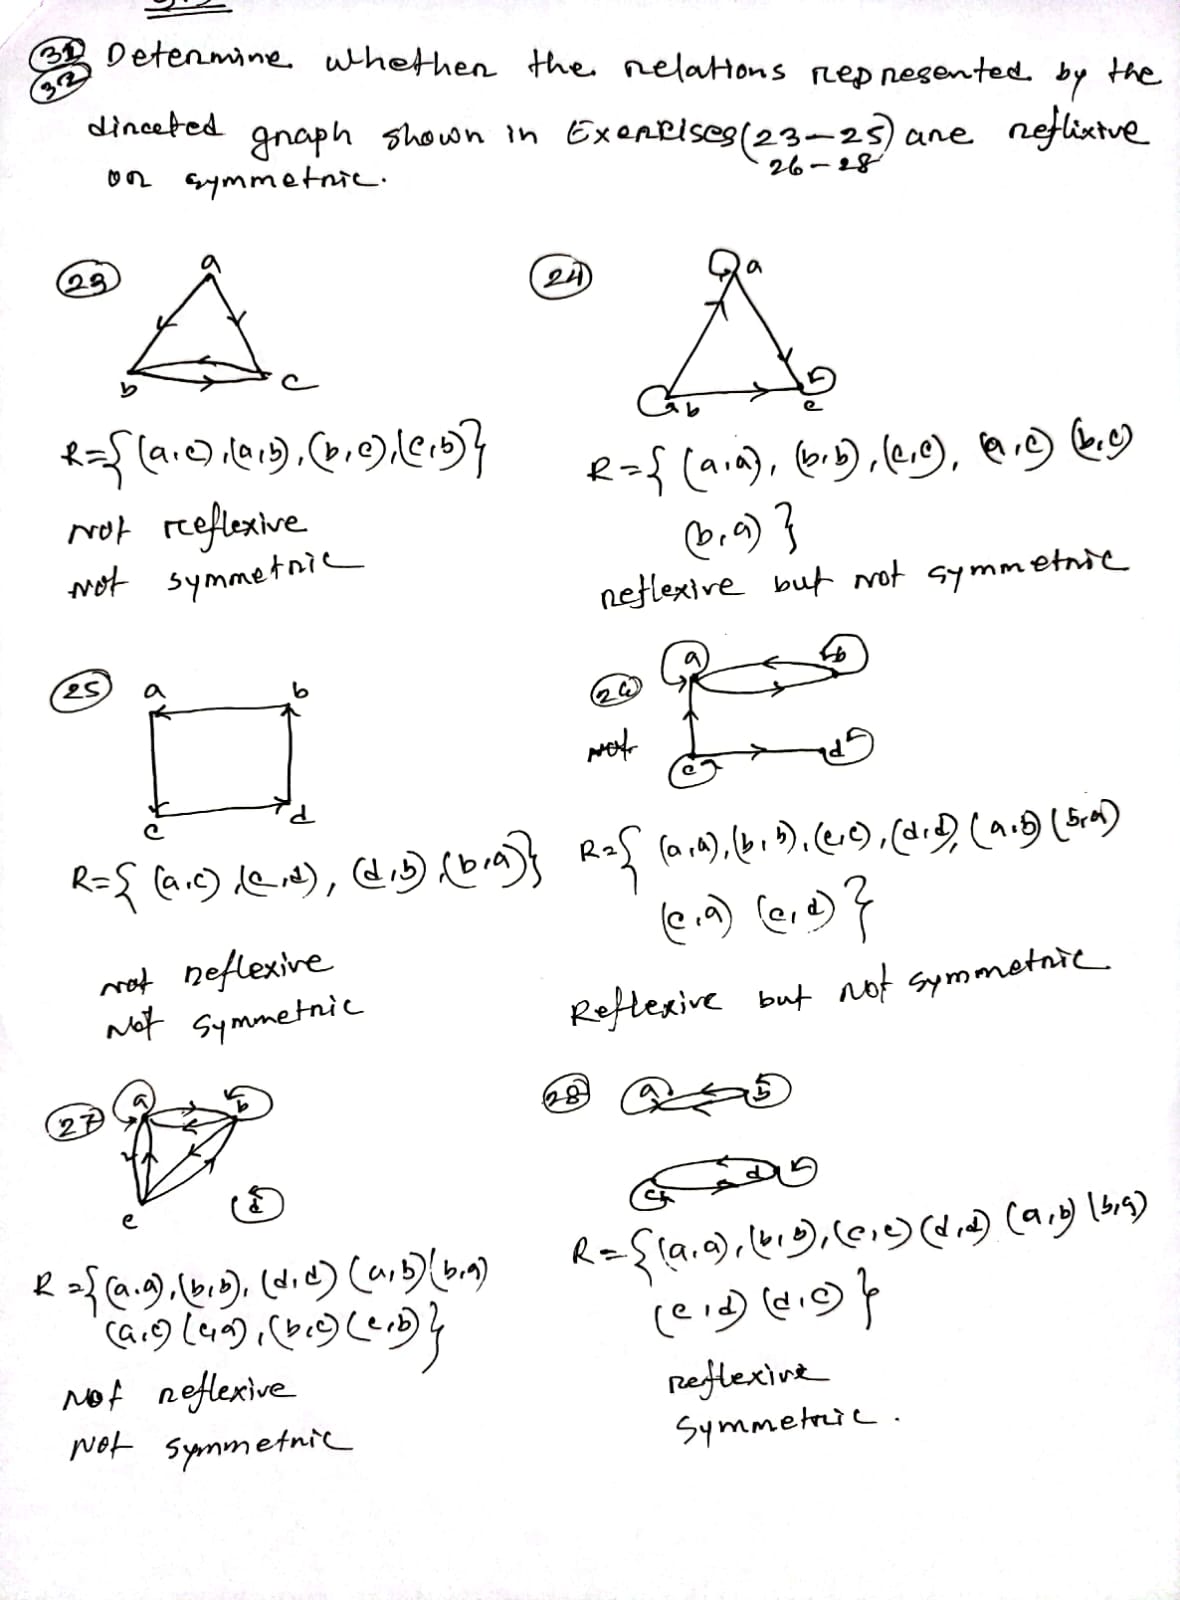 31
32
Determine whether the relations represented by the
dirceted graph shown in Exercises (23-25) are reflixive
26-28
or symmetric.
23
a
b
c
R={(a,c),(a,b),(b,c),(c,b)}
not reflexive
not symmetric
24
a
b
c
R={(a,a),(b,b),(c,c),(a,c)(b,c)
(b,a)}
reflexive but not symmetric
25
a b
c d
R={(a,c),(c,d),(d,b),(b,a)}
not reflexive
Not symmetric
26
not
a b
c d
R={(a,a),(b,b),(c,c),(d,d),(a,b)(b,a)
(c,a)(c,d)}
Reflexive but not symmetric
27
a b
c d
R={(a,a),(b,b),(d,d)(a,b)(b,a)
(a,c)(c,a),(b,c)(c,b)}
Not reflexive
Not symmetric
28
a b
c d
R={(a,a),(b,b),(c,c)(d,d)(a,b)(b,a)
(c,d)(d,c)}
reflexive
Symmetric.